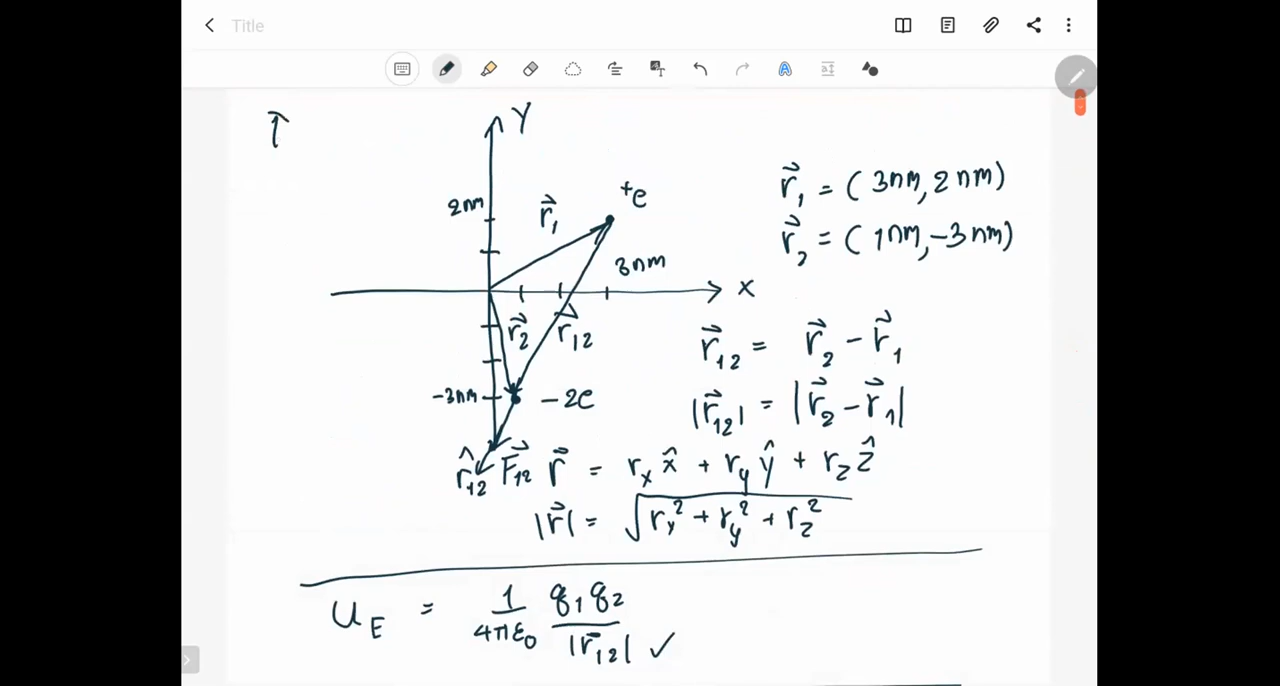 Title
Y
+e
2nm
r⃗₁
r⃗₁ = (3nm, 2nm)
r⃗₂ = (1nm, -3nm)
3nm
X
r⃗₂
r⃗₁₂
r⃗₁₂ = r⃗₂ - r⃗₁
-3nm
-2e
|r⃗₁₂| = |r⃗₂ - r⃗₁|
r̂₁₂ F⃗₁₂
r⃗ = rₓ x̂ + r_y ŷ + r_z ẑ
|r⃗| = √(rₓ² + r_y² + r_z²)
U_E = 1/(4πε₀) q₁q₂/|r⃗₁₂| ✓